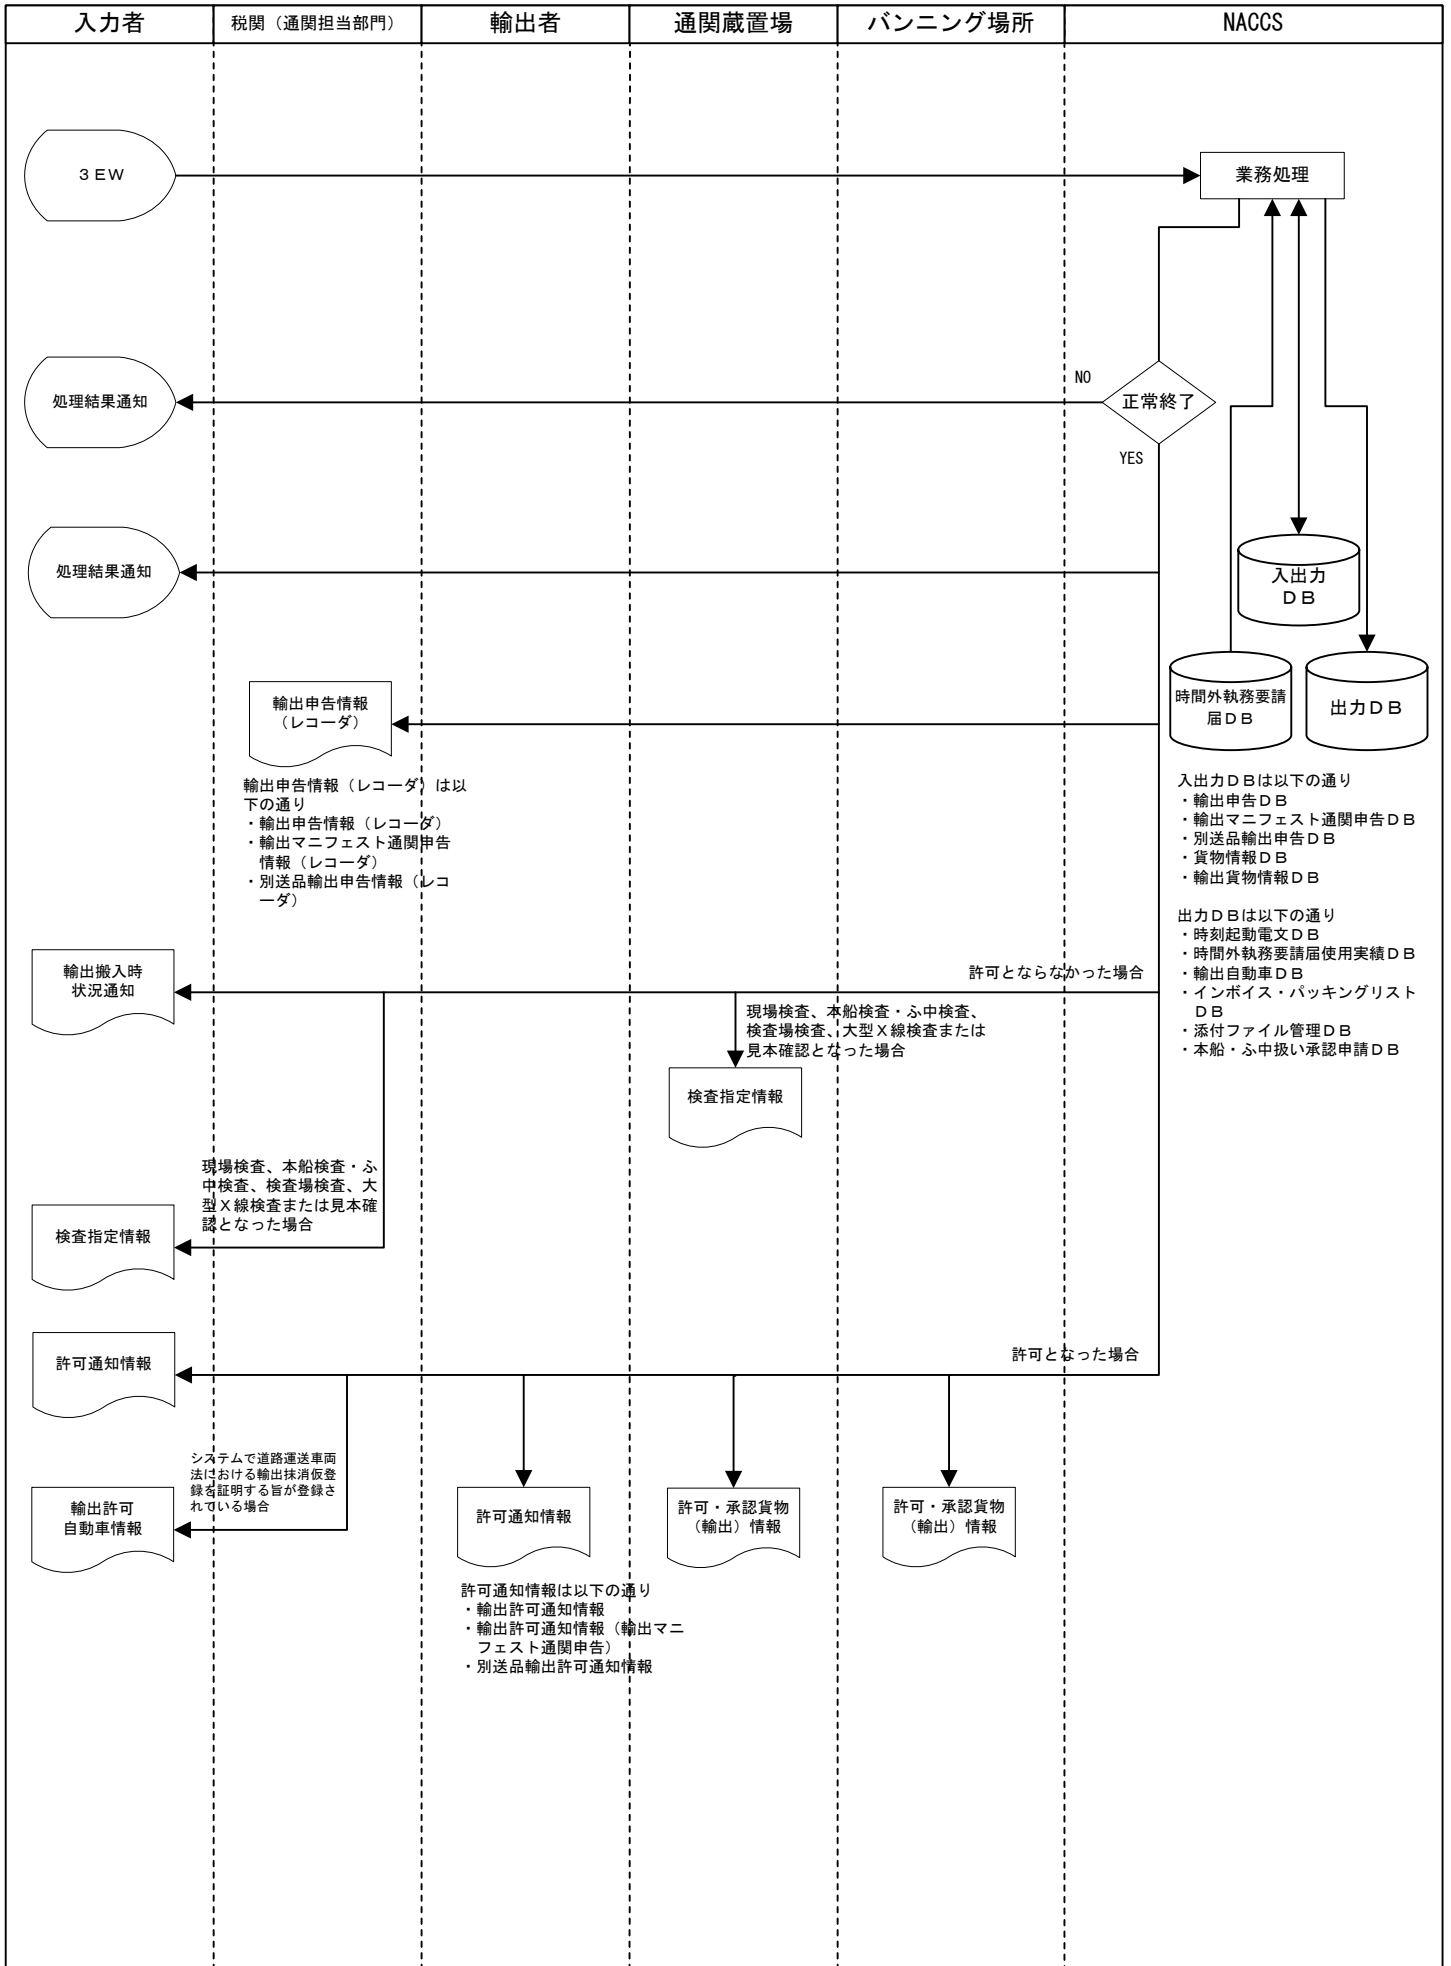 入力者
税関（通関担当部門）
輸出者
通関蔵置場
バンニング場所
NACCS
３ＥＷ
業務処理
処理結果通知
NO
正常終了
YES
処理結果通知
入出力
ＤＢ
時間外執務要請
届ＤＢ
出力ＤＢ
輸出申告情報
（レコーダ）
輸出申告情報（レコーダ）は以
下の通り
・輸出申告情報（レコーダ）
・輸出マニフェスト通関申告
情報（レコーダ）
・別送品輸出申告情報（レコ
ーダ）
入出力ＤＢは以下の通り
・輸出申告ＤＢ
・輸出マニフェスト通関申告ＤＢ
・別送品輸出申告ＤＢ
・貨物情報ＤＢ
・輸出貨物情報ＤＢ
出力ＤＢは以下の通り
・時刻起動電文ＤＢ
・時間外執務要請届使用実績ＤＢ
・輸出自動車ＤＢ
・インボイス・パッキングリスト
ＤＢ
・添付ファイル管理ＤＢ
・本船・ふ中扱い承認申請ＤＢ
輸出搬入時
状況通知
許可とならなかった場合
現場検査、本船検査・ふ中検査、
検査場検査、大型Ｘ線検査または
見本確認となった場合
検査指定情報
現場検査、本船検査・ふ
中検査、検査場検査、大
型Ｘ線検査または見本確
認となった場合
検査指定情報
許可となった場合
許可通知情報
システムで道路運送車両
法における輸出抹消仮登
録を証明する旨が登録さ
れている場合
輸出許可
自動車情報
許可通知情報
許可・承認貨物
（輸出）情報
許可・承認貨物
（輸出）情報
許可通知情報は以下の通り
・輸出許可通知情報
・輸出許可通知情報（輸出マニ
フェスト通関申告）
・別送品輸出許可通知情報